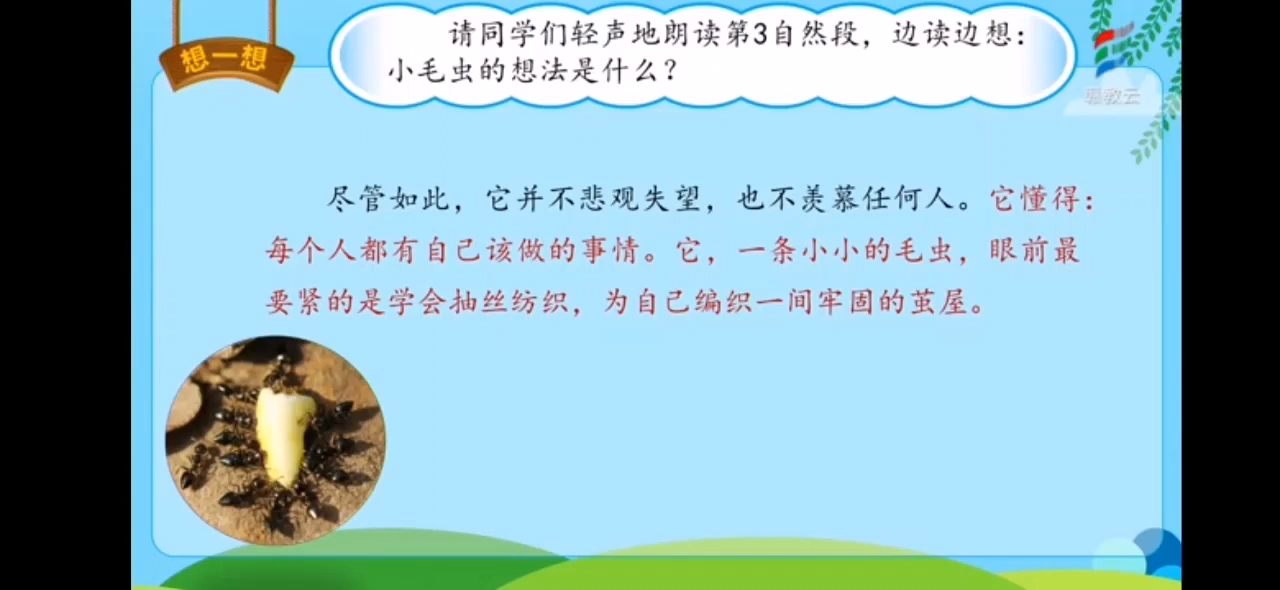 想一想
请同学们轻声地朗读第3自然段，边读边想：
小毛虫的想法是什么？
尽管如此，它并不悲观失望，也不羡慕任何人。它懂得：
每个人都有自己该做的事情。它，一条小小的毛虫，眼前最
要紧的是学会抽丝纺织，为自己编织一间牢固的茧屋。